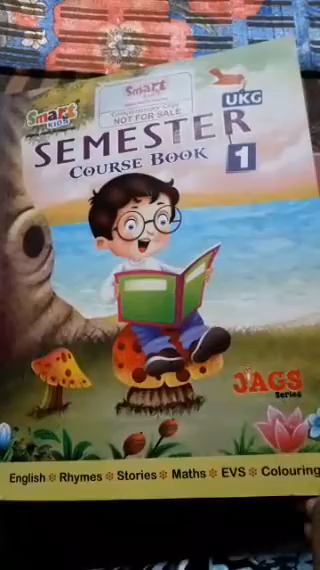 Smart
KIDS
Smart
NOT FOR SALE
UKG
SEMESTER
COURSE BOOK
1
JAGS
Series
English ❉ Rhymes ❉ Stories ❉ Maths ❉ EVS ❉ Colouring